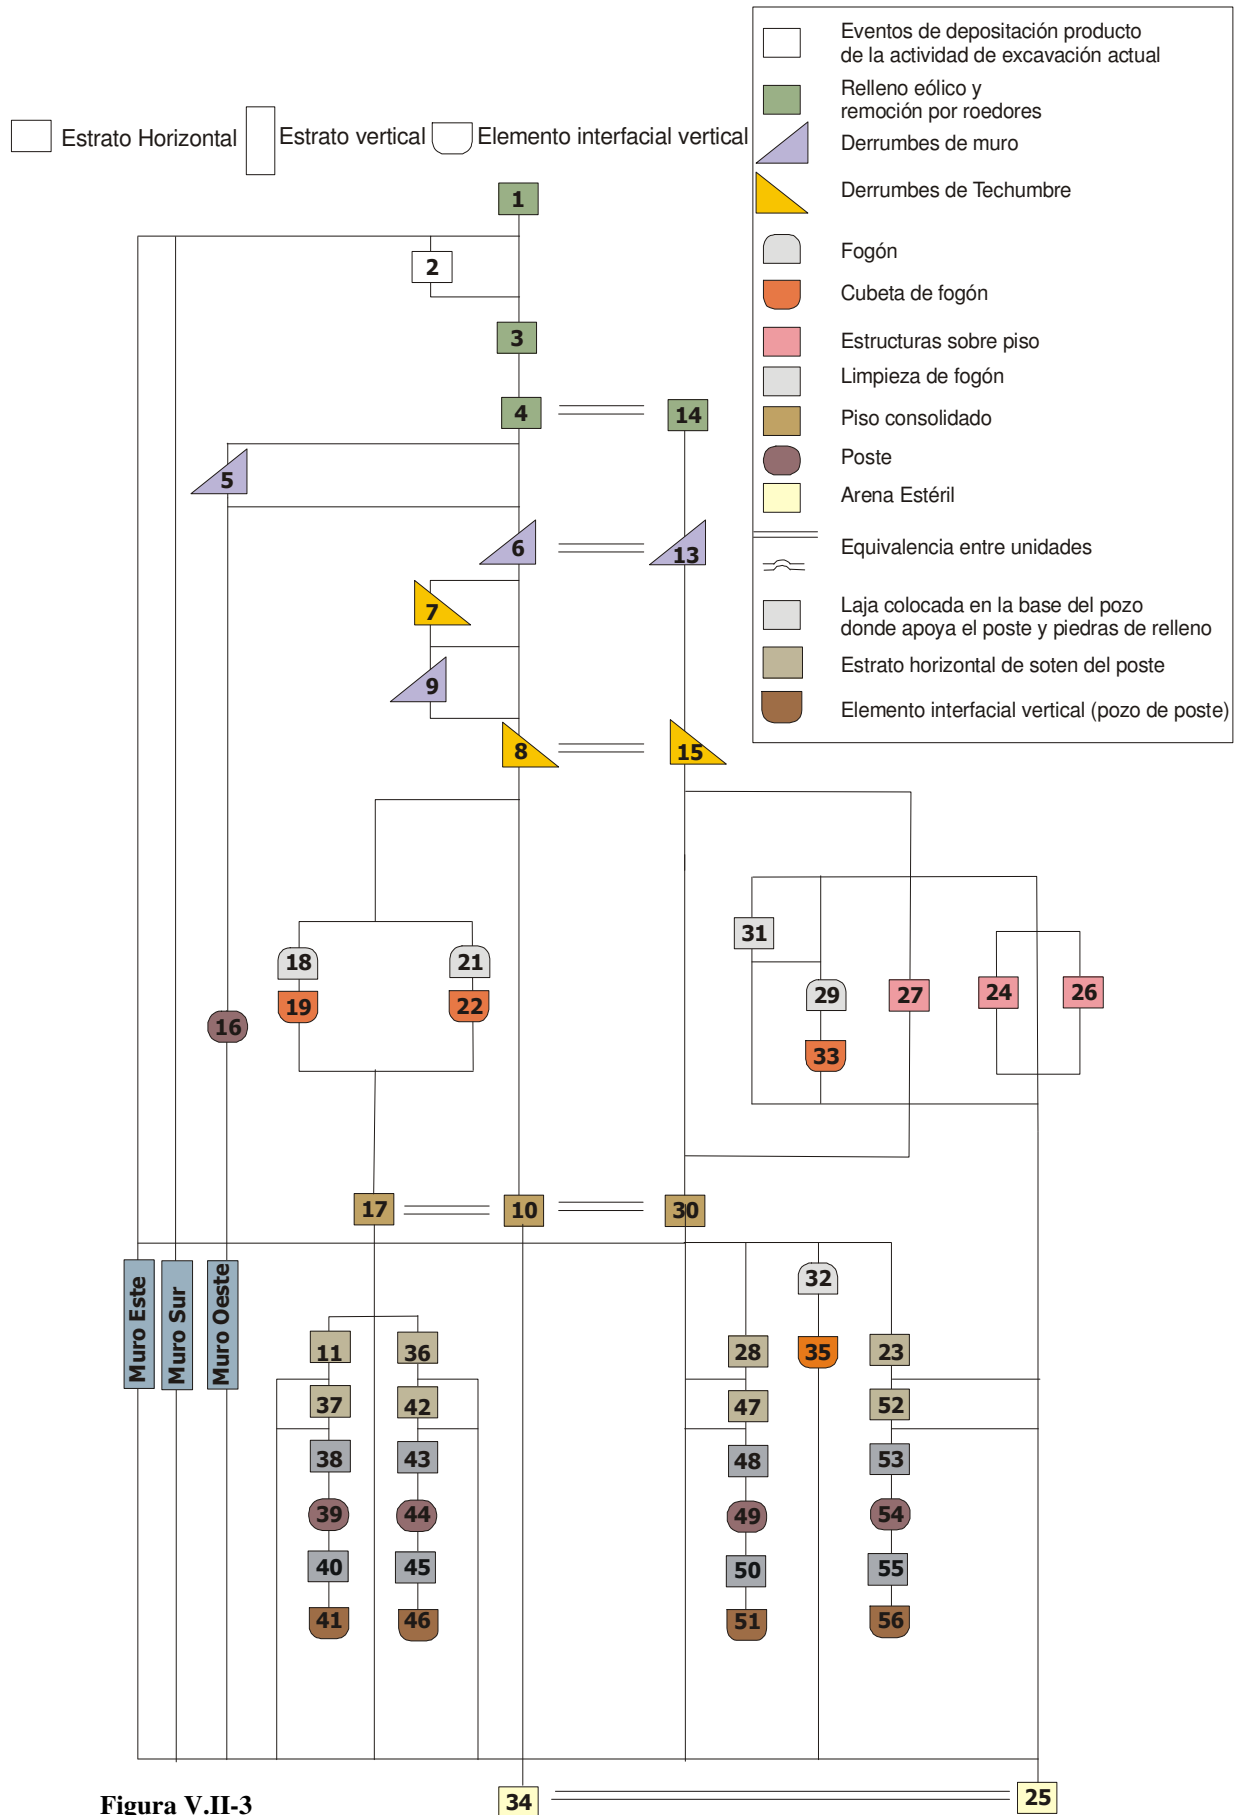 Eventos de depositación producto
de la actividad de excavación actual
Relleno eólico y
remoción por roedores
Derrumbes de muro
Derrumbes de Techumbre
Fogón
Cubeta de fogón
Estructuras sobre piso
Limpieza de fogón
Piso consolidado
Poste
Arena Estéril
Equivalencia entre unidades
Laja colocada en la base del pozo
donde apoya el poste y piedras de relleno
Estrato horizontal de soten del poste
Elemento interfacial vertical (pozo de poste)
Estrato Horizontal
Estrato vertical
Elemento interfacial vertical
1
2
3
4
14
5
6
13
7
9
8
15
31
18
21
29
27
24
26
19
22
16
33
17
10
30
Muro Este
Muro Sur
Muro Oeste
32
11
36
28
35
23
37
42
47
52
38
43
48
53
39
44
49
54
40
45
50
55
41
46
51
56
34
25
Figura V.II-3